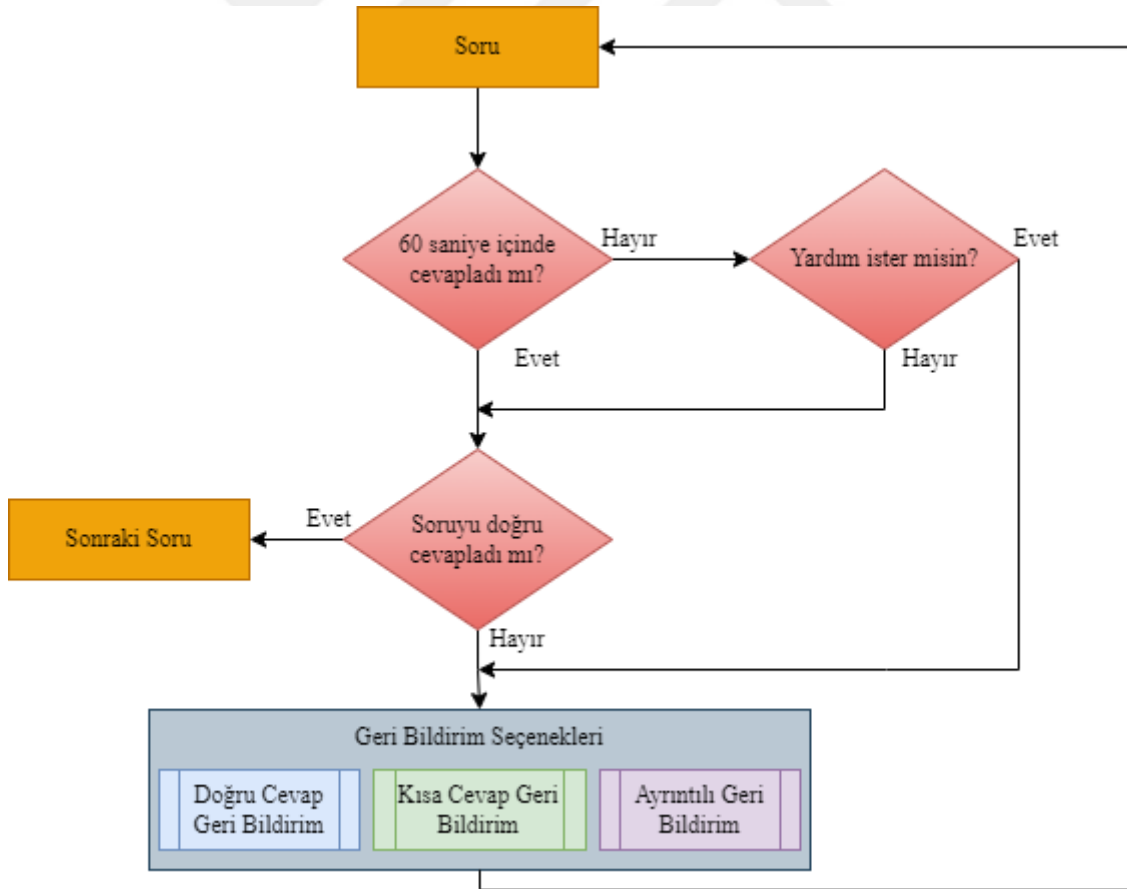 Soru
60 saniye içinde
cevapladı mı?
Hayır
Yardım ister misin?
Evet
Evet
Hayır
Soruyu doğru
cevapladı mı?
Evet
Sonraki Soru
Hayır
Geri Bildirim Seçenekleri
Doğru Cevap
Geri Bildirim
Kısa Cevap Geri
Bildirim
Ayrıntılı Geri
Bildirim